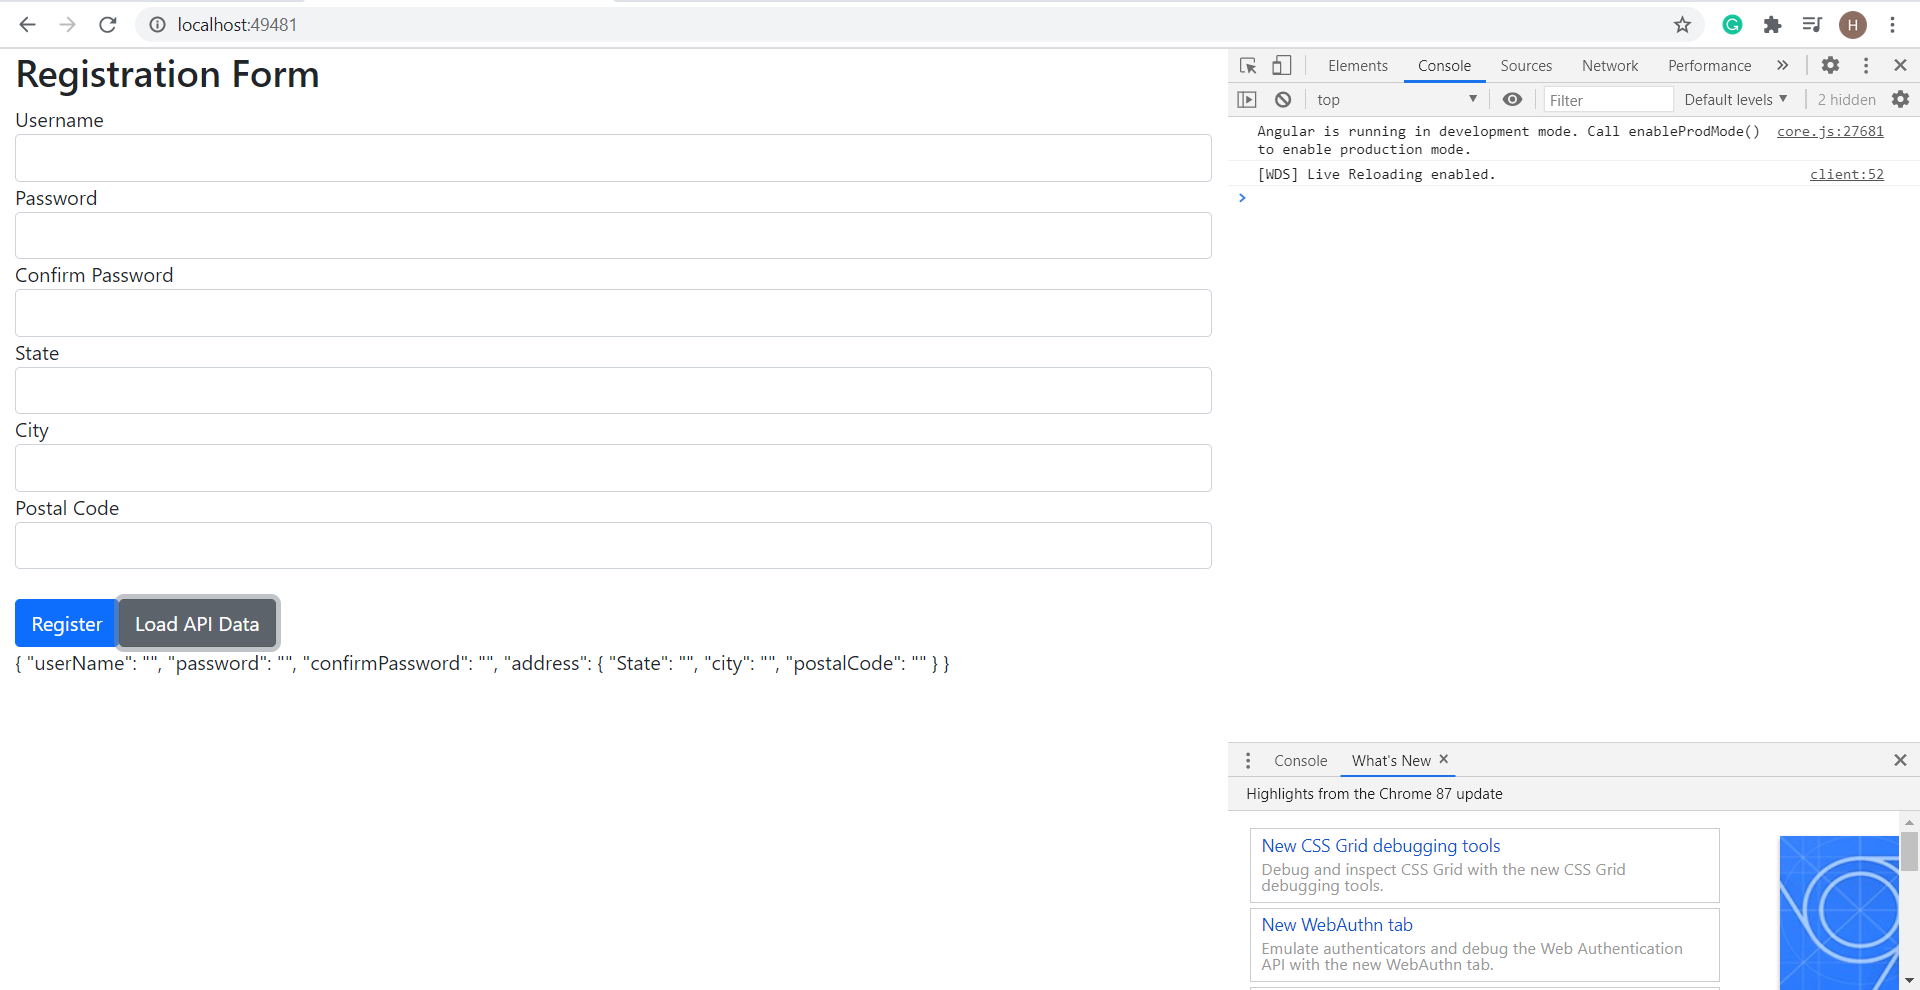 localhost:49481
H
Registration Form
Username
Password
Confirm Password
State
City
Postal Code
Register
Load API Data
{ "userName": "", "password": "", "confirmPassword": "", "address": { "State": "", "city": "", "postalCode": "" } }
Elements Console Sources Network Performance
top Filter Default levels 2 hidden
Angular is running in development mode. Call enableProdMode() core.js:27681
to enable production mode.
[WDS] Live Reloading enabled. client:52
Console What's New
Highlights from the Chrome 87 update
New CSS Grid debugging tools
Debug and inspect CSS Grid with the new CSS Grid
debugging tools.
New WebAuthn tab
Emulate authenticators and debug the Web Authentication
API with the new WebAuthn tab.